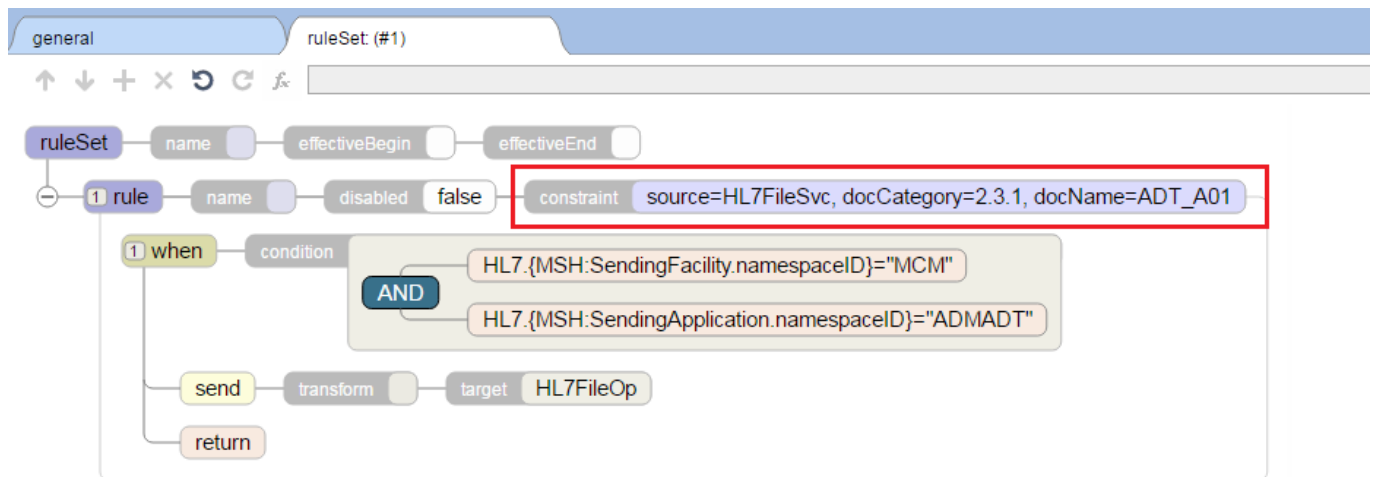 general ruleSet: (#1)
fx
ruleSet name effectiveBegin effectiveEnd
1 rule name disabled false constraint source=HL7FileSvc, docCategory=2.3.1, docName=ADT_A01
1 when condition
HL7.{MSH:SendingFacility.namespaceID}="MCM"
AND
HL7.{MSH:SendingApplication.namespaceID}="ADMADT"
send transform target HL7FileOp
return